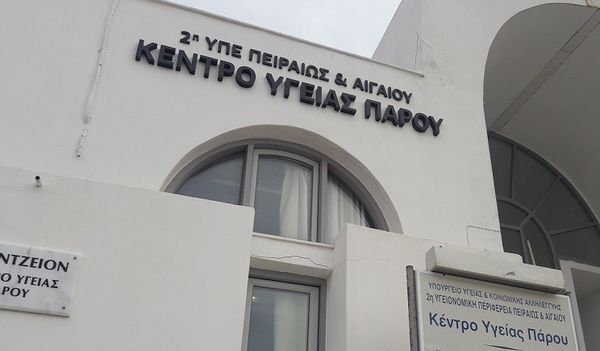 2η ΥΠΕ ΠΕΙΡΑΙΩΣ & ΑΙΓΑΙΟΥ
ΚΕΝΤΡΟ ΥΓΕΙΑΣ ΠΑΡΟΥ
ΝΤΖΕΙΟΝ
Ο ΥΓΕΙΑΣ
ΑΡΟΥ
ΥΠΟΥΡΓΕΙΟ ΥΓΕΙΑΣ & ΚΟΙΝΩΝΙΚΗΣ ΑΛΛΗΛΕΓΓΥΗΣ
2η ΥΓΕΙΟΝΟΜΙΚΗ ΠΕΡΙΦΕΡΕΙΑ ΠΕΙΡΑΙΩΣ & ΑΙΓΑΙΟΥ
Κέντρο Υγείας Πάρου